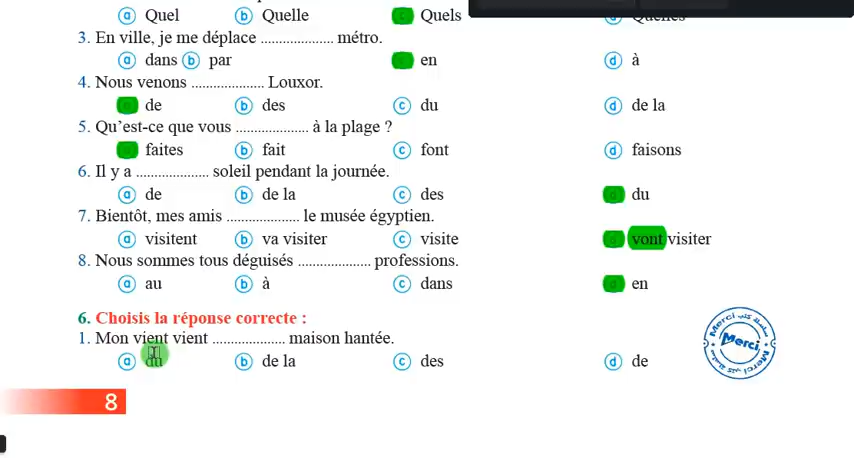 ⓐ Quel ⓑ Quelle Quels
3. En ville, je me déplace .................... métro.
ⓐ dans ⓑ par en ⓓ à
4. Nous venons .................... Louxor.
de ⓑ des ⓒ du ⓓ de la
5. Qu’est-ce que vous .................... à la plage ?
faites ⓑ fait ⓒ font ⓓ faisons
6. Il y a .................... soleil pendant la journée.
ⓐ de ⓑ de la ⓒ des du
7. Bientôt, mes amis .................... le musée égyptien.
ⓐ visitent ⓑ va visiter ⓒ visite vont visiter
8. Nous sommes tous déguisés .................... professions.
ⓐ au ⓑ à ⓒ dans en
6. Choisis la réponse correcte :
1. Mon vient vient .................... maison hantée.
ⓐ du ⓑ de la ⓒ des ⓓ de
Merci
Merci
8